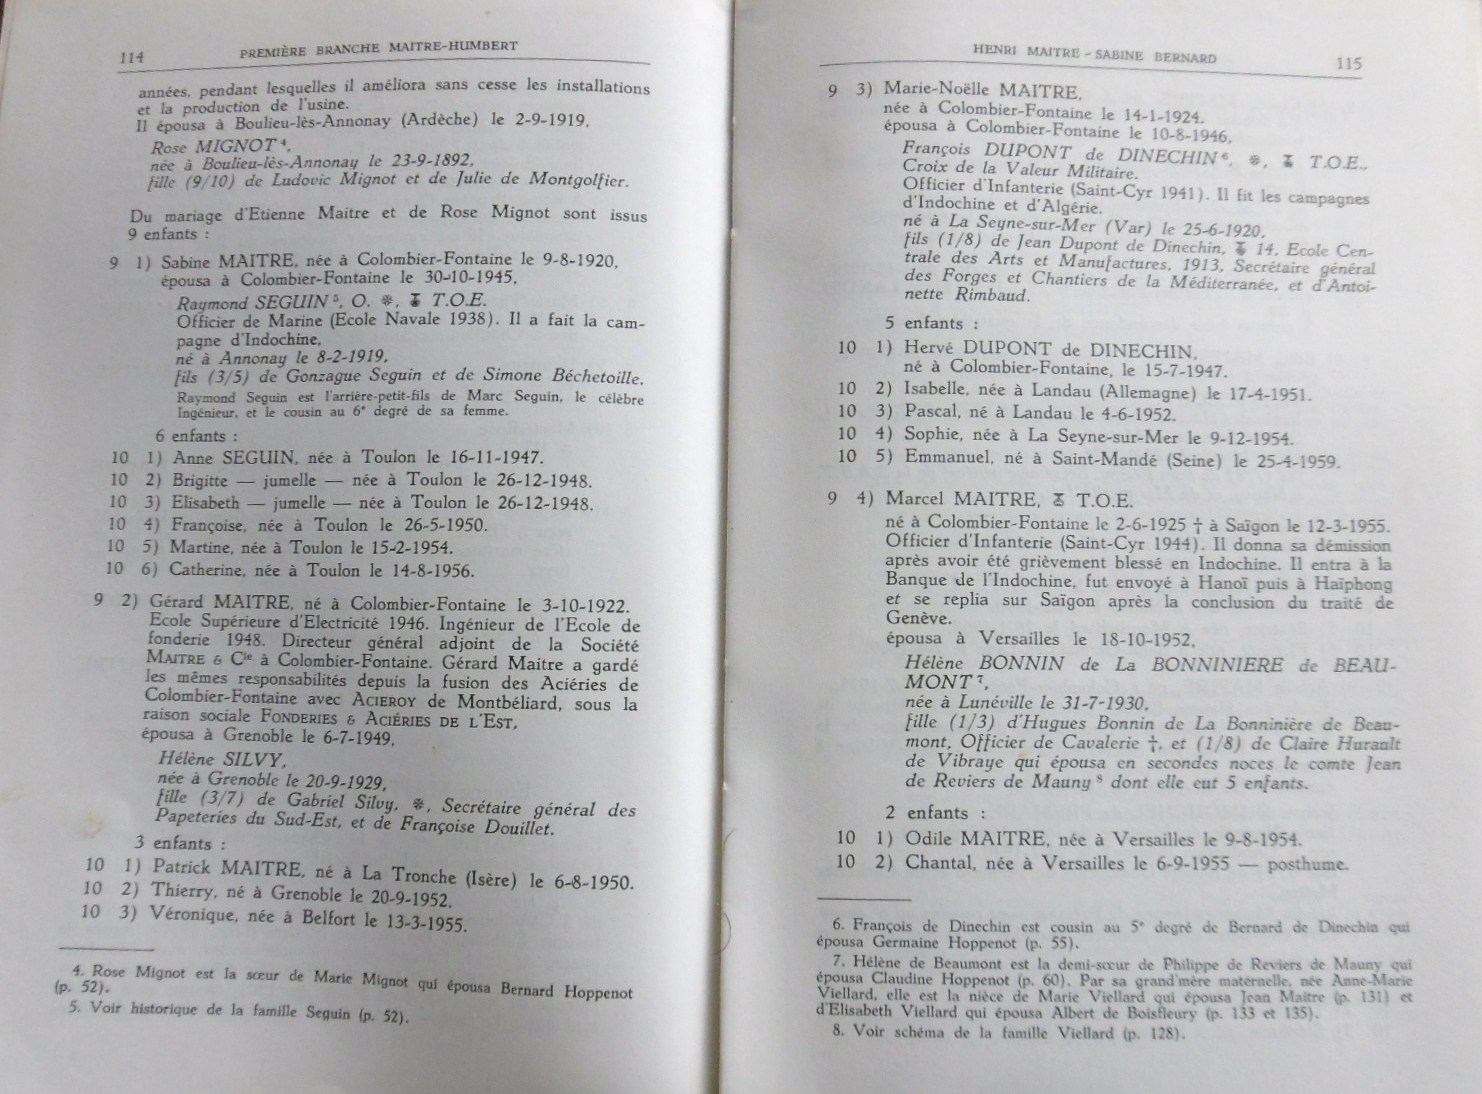 114 PREMIÈRE BRANCHE MAITRE-HUMBERT
années, pendant lesquelles il améliora sans cesse les installations
et la production de l'usine.
Il épousa à Boulieu-lès-Annonay (Ardèche) le 2-9-1919,
Rose MIGNOT ⁴,
née à Boulieu-lès-Annonay le 23-9-1892,
fille (9/10) de Ludovic Mignot et de Julie de Montgolfier.
Du mariage d'Etienne Maitre et de Rose Mignot sont issus
9 enfants :
9 1) Sabine MAITRE, née à Colombier-Fontaine le 9-8-1920,
épousa à Colombier-Fontaine le 30-10-1945,
Raymond SEGUIN ⁵, O. ❉, T.O.E.
Officier de Marine (Ecole Navale 1938). Il a fait la cam-
pagne d'Indochine,
né à Annonay le 8-2-1919,
fils (3/5) de Gonzague Seguin et de Simone Béchetoille.
Raymond Seguin est l'arrière-petit-fils de Marc Seguin, le célèbre
Ingénieur, et le cousin au 6ᵉ degré de sa femme.
6 enfants :
10 1) Anne SEGUIN, née à Toulon le 16-11-1947.
10 2) Brigitte — jumelle — née à Toulon le 26-12-1948.
10 3) Elisabeth — jumelle — née à Toulon le 26-12-1948.
10 4) Françoise, née à Toulon le 26-5-1950.
10 5) Martine, née à Toulon le 15-2-1954.
10 6) Catherine, née à Toulon le 14-8-1956.
9 2) Gérard MAITRE, né à Colombier-Fontaine le 3-10-1922.
Ecole Supérieure d'Electricité 1946. Ingénieur de l'Ecole de
fonderie 1948. Directeur général adjoint de la Société
MAITRE & Cⁱᵉ à Colombier-Fontaine. Gérard Maitre a gardé
les mêmes responsabilités depuis la fusion des Aciéries de
Colombier-Fontaine avec ACIEROY de Montbéliard, sous la
raison sociale FONDERIES & ACIÉRIES DE L'EST,
épousa à Grenoble le 6-7-1949,
Hélène SILVY,
née à Grenoble le 20-9-1929,
fille (3/7) de Gabriel Silvy, ❉, Secrétaire général des
Papeteries du Sud-Est, et de Françoise Douillet.
3 enfants :
10 1) Patrick MAITRE, né à La Tronche (Isère) le 6-8-1950.
10 2) Thierry, né à Grenoble le 20-9-1952.
10 3) Véronique, née à Belfort le 13-3-1955.
4. Rose Mignot est la sœur de Marie Mignot qui épousa Bernard Hoppenot
(p. 52).
5. Voir historique de la famille Seguin (p. 52).
HENRI MAITRE - SABINE BERNARD 115
9 3) Marie-Noëlle MAITRE,
née à Colombier-Fontaine le 14-1-1924.
épousa à Colombier-Fontaine le 10-8-1946,
François DUPONT de DINECHIN ⁶, ❉, T.O.E.,
Croix de la Valeur Militaire.
Officier d'Infanterie (Saint-Cyr 1941). Il fit les campagnes
d'Indochine et d'Algérie.
né à La Seyne-sur-Mer (Var) le 25-6-1920,
fils (1/8) de Jean Dupont de Dinechin, 14, Ecole Cen-
trale des Arts et Manufactures, 1913, Secrétaire général
des Forges et Chantiers de la Méditerranée, et d'Antoi-
nette Rimbaud.
5 enfants :
10 1) Hervé DUPONT de DINECHIN,
né à Colombier-Fontaine, le 15-7-1947.
10 2) Isabelle, née à Landau (Allemagne) le 17-4-1951.
10 3) Pascal, né à Landau le 4-6-1952.
10 4) Sophie, née à La Seyne-sur-Mer le 9-12-1954.
10 5) Emmanuel, né à Saint-Mandé (Seine) le 25-4-1959.
9 4) Marcel MAITRE, T.O.E.
né à Colombier-Fontaine le 2-6-1925 † à Saïgon le 12-3-1955.
Officier d'Infanterie (Saint-Cyr 1944). Il donna sa démission
après avoir été grièvement blessé en Indochine. Il entra à la
Banque de l'Indochine, fut envoyé à Hanoï puis à Haïphong
et se replia sur Saïgon après la conclusion du traité de
Genève.
épousa à Versailles le 18-10-1952,
Hélène BONNIN de La BONNINIERE de BEAU-
MONT ⁷,
née à Lunéville le 31-7-1930,
fille (1/3) d'Hugues Bonnin de La Bonninière de Beau-
mont, Officier de Cavalerie †, et (1/8) de Claire Hurault
de Vibraye qui épousa en secondes noces le comte Jean
de Reviers de Mauny ⁸ dont elle eut 5 enfants.
2 enfants :
10 1) Odile MAITRE, née à Versailles le 9-8-1954.
10 2) Chantal, née à Versailles le 6-9-1955 — posthume.
6. François de Dinechin est cousin au 5ᵉ degré de Bernard de Dinechin qui
épousa Germaine Hoppenot (p. 55).
7. Hélène de Beaumont est la demi-sœur de Philippe de Reviers de Mauny qui
épousa Claudine Hoppenot (p. 60). Par sa grand'mère maternelle, née Anne-Marie
Viellard, elle est la nièce de Marie Viellard qui épousa Jean Maitre (p. 131) et
d'Elisabeth Viellard qui épousa Albert de Boisfleury (p. 133 et 135).
8. Voir schéma de la famille Viellard (p. 128).